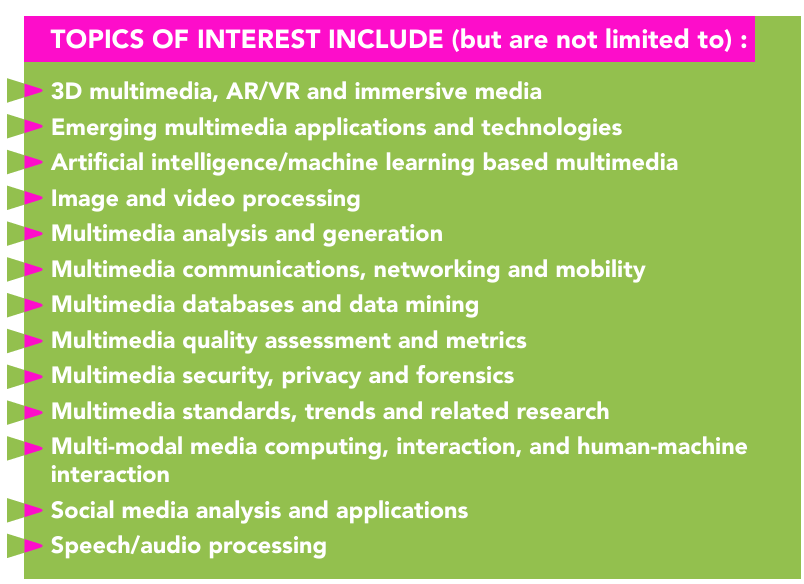 TOPICS OF INTEREST INCLUDE (but are not limited to) :
3D multimedia, AR/VR and immersive media
Emerging multimedia applications and technologies
Artificial intelligence/machine learning based multimedia
Image and video processing
Multimedia analysis and generation
Multimedia communications, networking and mobility
Multimedia databases and data mining
Multimedia quality assessment and metrics
Multimedia security, privacy and forensics
Multimedia standards, trends and related research
Multi-modal media computing, interaction, and human-machine
interaction
Social media analysis and applications
Speech/audio processing